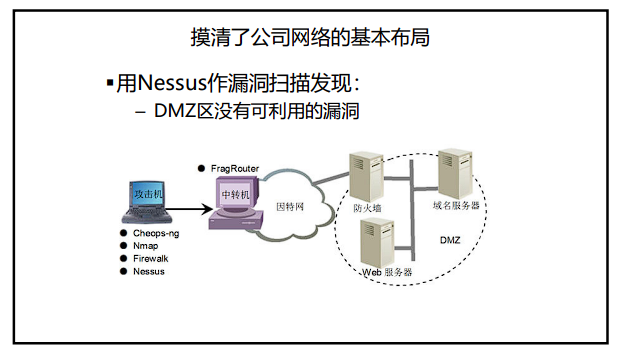 摸清了公司网络的基本布局
▪用Nessus作漏洞扫描发现：
– DMZ区没有可利用的漏洞
● FragRouter
攻击机
中转机
因特网
防火墙
域名服务器
● Cheops-ng
● Nmap
● Firewalk
● Nessus
DMZ
Web 服务器